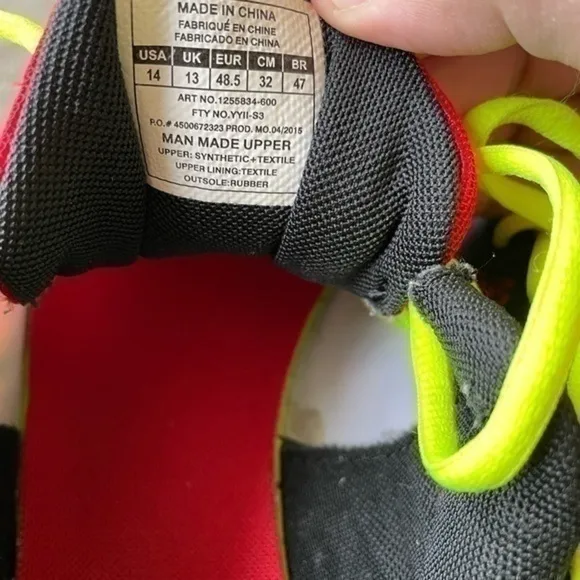 MADE IN CHINA
FABRIQUÉ EN CHINE
FABRICADO EN CHINA
USA UK EUR CM BR
14 13 48.5 32 47
ART NO.1255834-600
FTY NO.YYII-S3
P.O.# 4500672323 PROD. MO.04/2015
MAN MADE UPPER
UPPER: SYNTHETIC+TEXTILE
UPPER LINING:TEXTILE
OUTSOLE:RUBBER